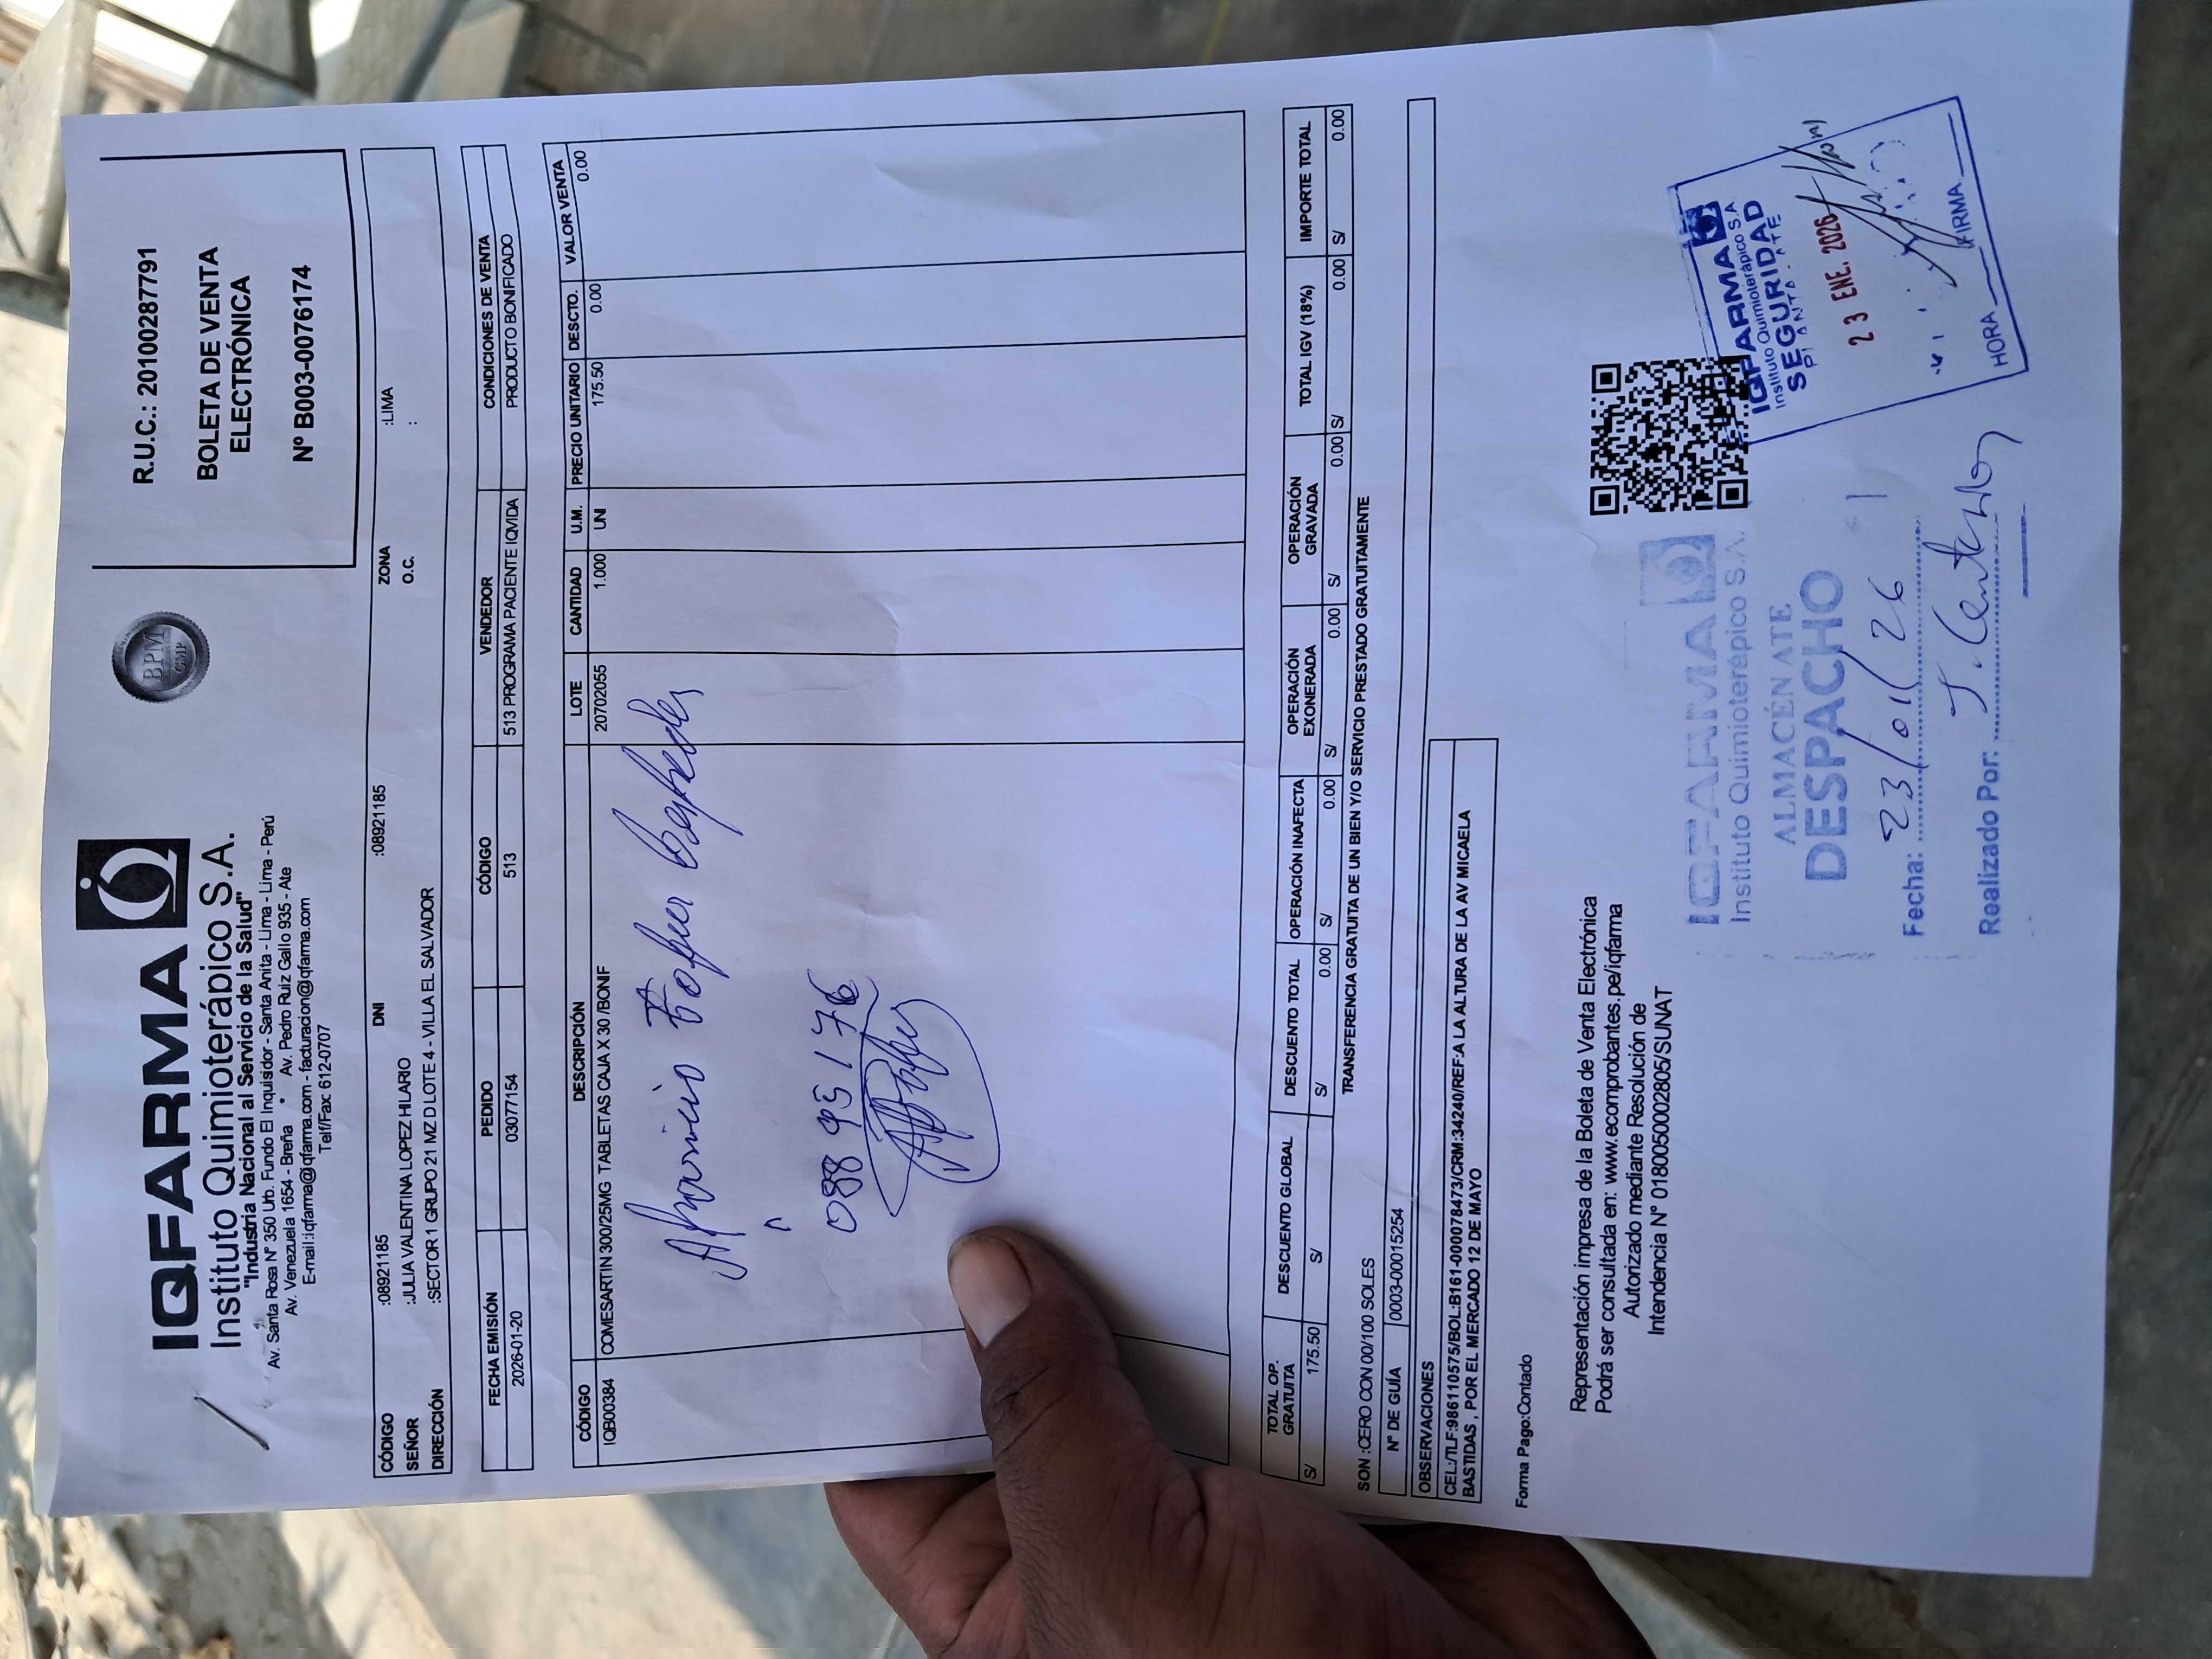 IQFARMA
Instituto Quimioterápico S.A.
"Industria Nacional al Servicio de la Salud"
Av. Santa Rosa Nº 350 Urb. Fundo El Inquisidor - Santa Anita - Lima - Lima - Perú
Av. Venezuela 1654 - Breña * Av. Pedro Ruiz Gallo 935 - Ate
E-mail:iqfarma@qfarma.com - facturacion@iqfarma.com
Telf/Fax: 612-0707
BPM
GMP
R.U.C.: 20100287791
BOLETA DE VENTA
ELECTRÓNICA
Nº B003-0076174
CÓDIGO :08921185 DNI :08921185 ZONA :LIMA
SEÑOR :JULIA VALENTINA LOPEZ HILARIO O.C. :
DIRECCIÓN :SECTOR 1 GRUPO 21 MZ D LOTE 4 - VILLA EL SALVADOR
FECHA EMISIÓN PEDIDO CÓDIGO VENDEDOR CONDICIONES DE VENTA
2026-01-20 03077154 513 513 PROGRAMA PACIENTE IQVIDA PRODUCTO BONIFICADO
CÓDIGO DESCRIPCIÓN LOTE CANTIDAD U.M. PRECIO UNITARIO DESCTO. VALOR VENTA
IQB00384 COMESARTIN 300/25MG TABLETAS CAJA X 30 /BONIF 20702055 1.000 UNI 175.50 0.00 0.00
TOTAL OP. GRATUITA DESCUENTO GLOBAL DESCUENTO TOTAL OPERACIÓN INAFECTA OPERACIÓN EXONERADA OPERACIÓN GRAVADA TOTAL IGV (18%) IMPORTE TOTAL
S/ 175.50 S/ S/ 0.00 S/ 0.00 S/ 0.00 S/ 0.00 S/ 0.00 S/ 0.00
TRANSFERENCIA GRATUITA DE UN BIEN Y/O SERVICIO PRESTADO GRATUITAMENTE
SON :CERO CON 00/100 SOLES
Nº DE GUÍA 0003-00015254
OBSERVACIONES
CEL:/TLF:986110575/BOL:B161-000078473/CRM:34240/REF:A LA ALTURA DE LA AV MICAELA
BASTIDAS , POR EL MERCADO 12 DE MAYO
Forma Pago:Contado
Representación impresa de la Boleta de Venta Electrónica
Podrá ser consultada en: www.ecomprobantes.pe/iqfarma
Autorizado mediante Resolución de
Intendencia Nº 0180050002805/SUNAT
IQFARMA
Instituto Quimioterápico S.A.
ALMACÉN ATE
DESPACHO
Fecha: 23/01/26
Realizado Por:
IQFARMA
Instituto Quimioterápico S.A
SEGURIDAD
PLANTA - ATE
23 ENE. 2026
HORA FIRMA